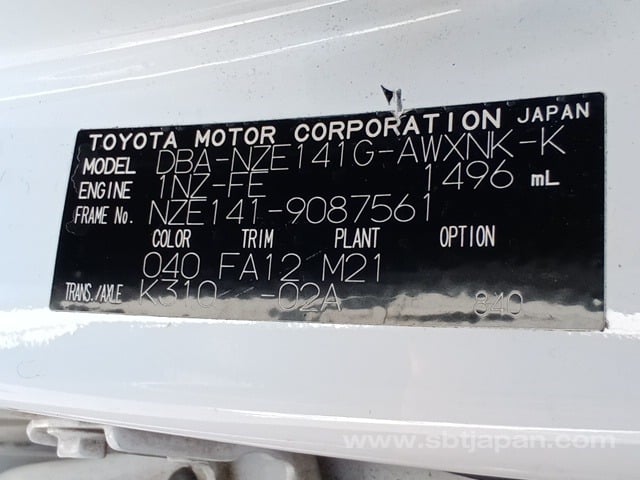 TOYOTA MOTOR CORPORATION JAPAN
MODEL DBA-NZE141G-AWXNK-K
ENGINE 1NZ-FE 1496 mL
FRAME No. NZE141-9087561
COLOR TRIM PLANT OPTION
040 FA12 M21
TRANS./AXLE K310 -02A 840
www.sbtjapan.com